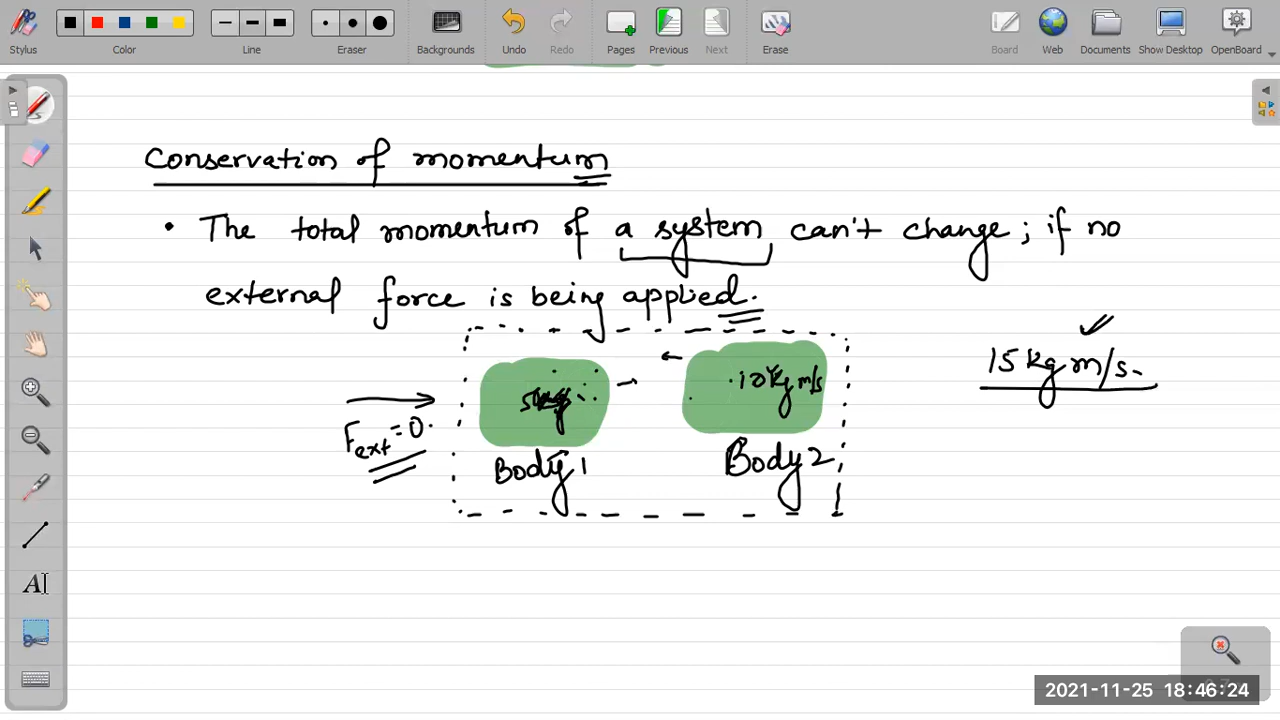 Stylus
Color
Line
Eraser
Backgrounds
Undo
Redo
Pages
Previous
Next
Erase
Board
Web
Documents
Show Desktop
OpenBoard
Conservation of momentum
• The total momentum of a system can't change; if no
external force is being applied.
15 kg m/s
10 kg m/s
Fext = 0.
Body 1
Body 2
2021-11-25 18:46:24